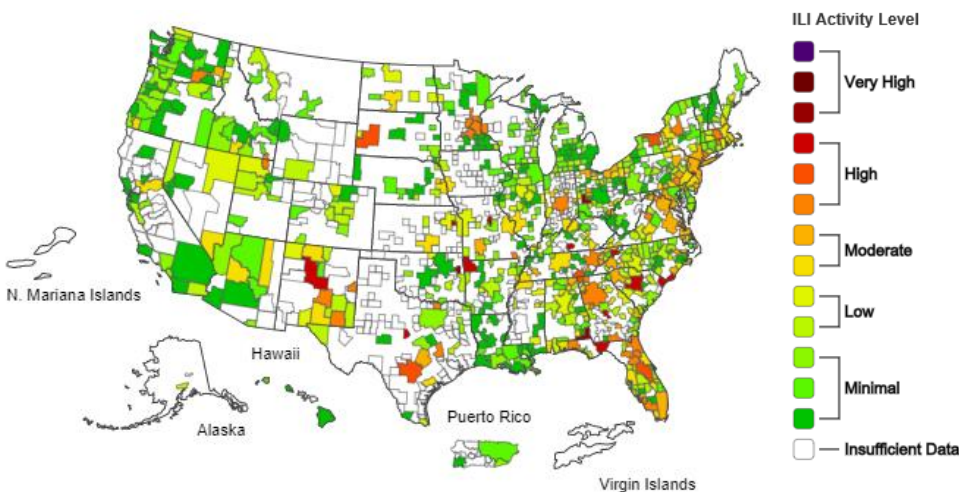 ILI Activity Level
Very High
High
Moderate
Low
Minimal
Insufficient Data
N. Mariana Islands
Hawaii
Alaska
Puerto Rico
Virgin Islands